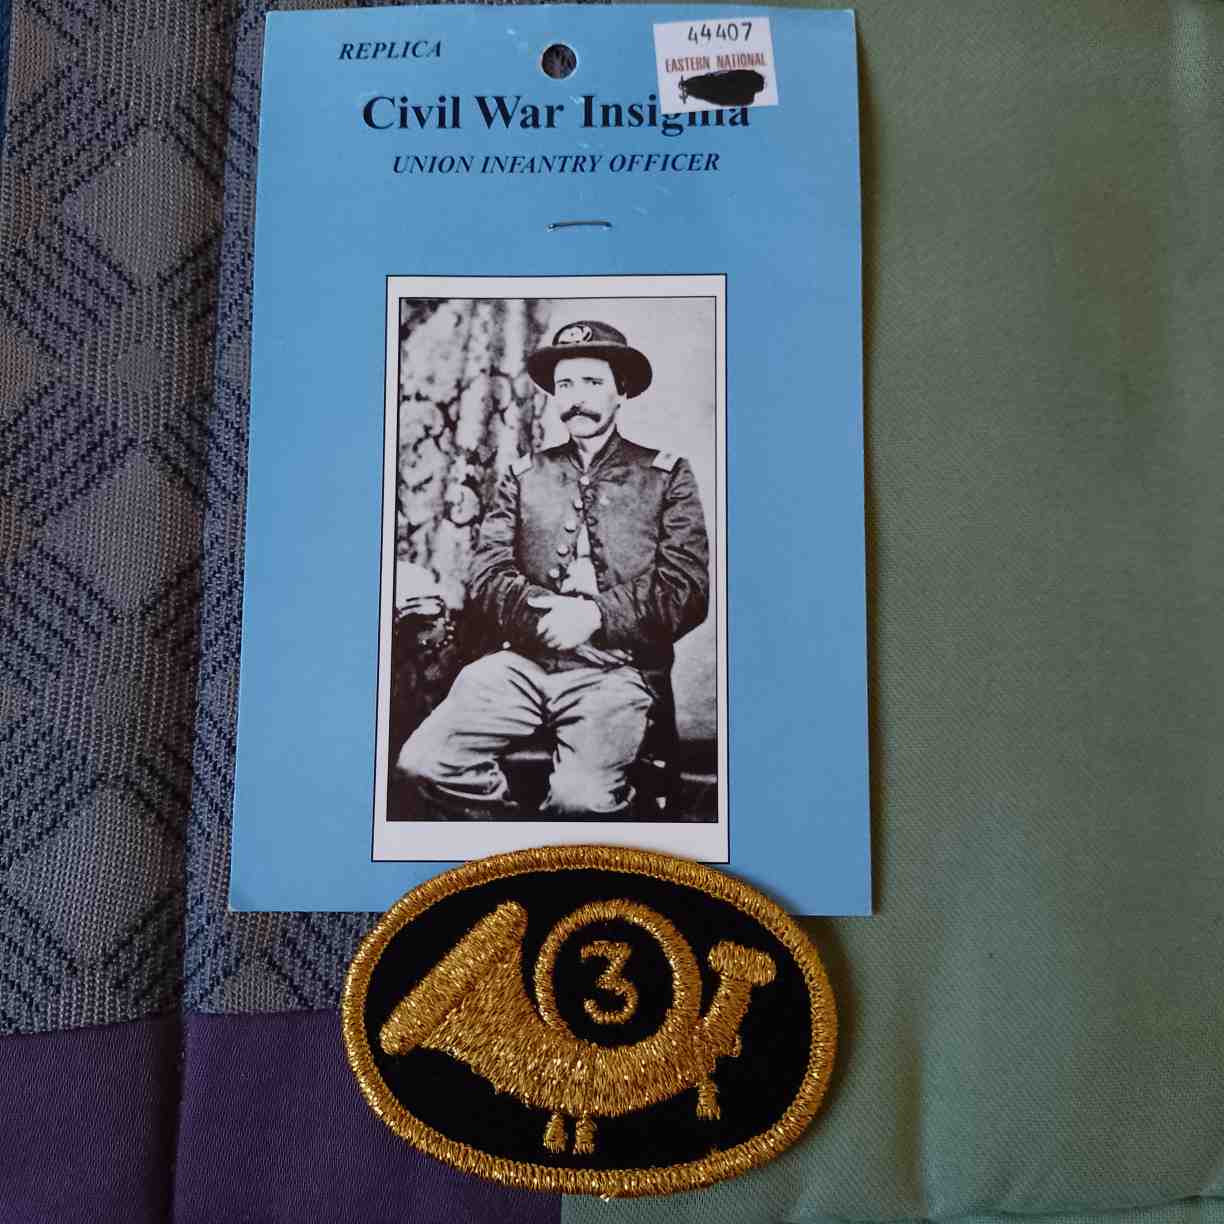 REPLICA
44407
EASTERN NATIONAL
Civil War Insignia
UNION INFANTRY OFFICER
3